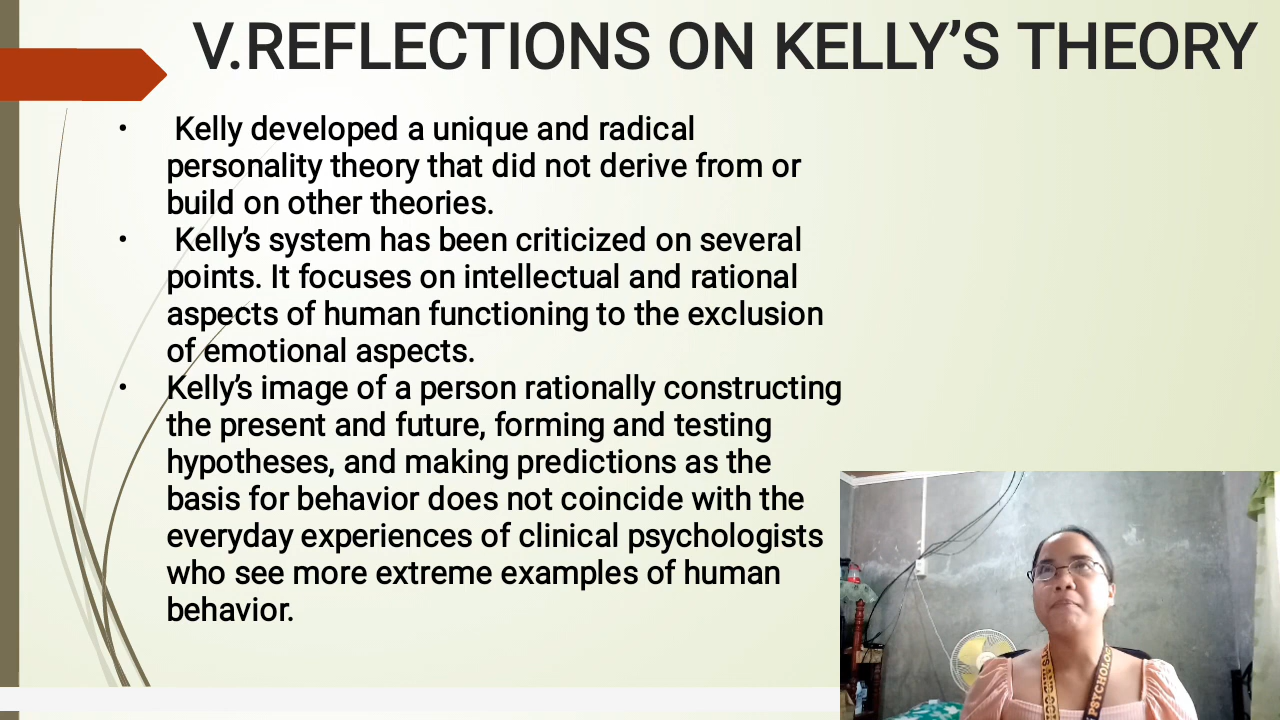 V.REFLECTIONS ON KELLY’S THEORY
• Kelly developed a unique and radical
personality theory that did not derive from or
build on other theories.
• Kelly’s system has been criticized on several
points. It focuses on intellectual and rational
aspects of human functioning to the exclusion
of emotional aspects.
• Kelly’s image of a person rationally constructing
the present and future, forming and testing
hypotheses, and making predictions as the
basis for behavior does not coincide with the
everyday experiences of clinical psychologists
who see more extreme examples of human
behavior.